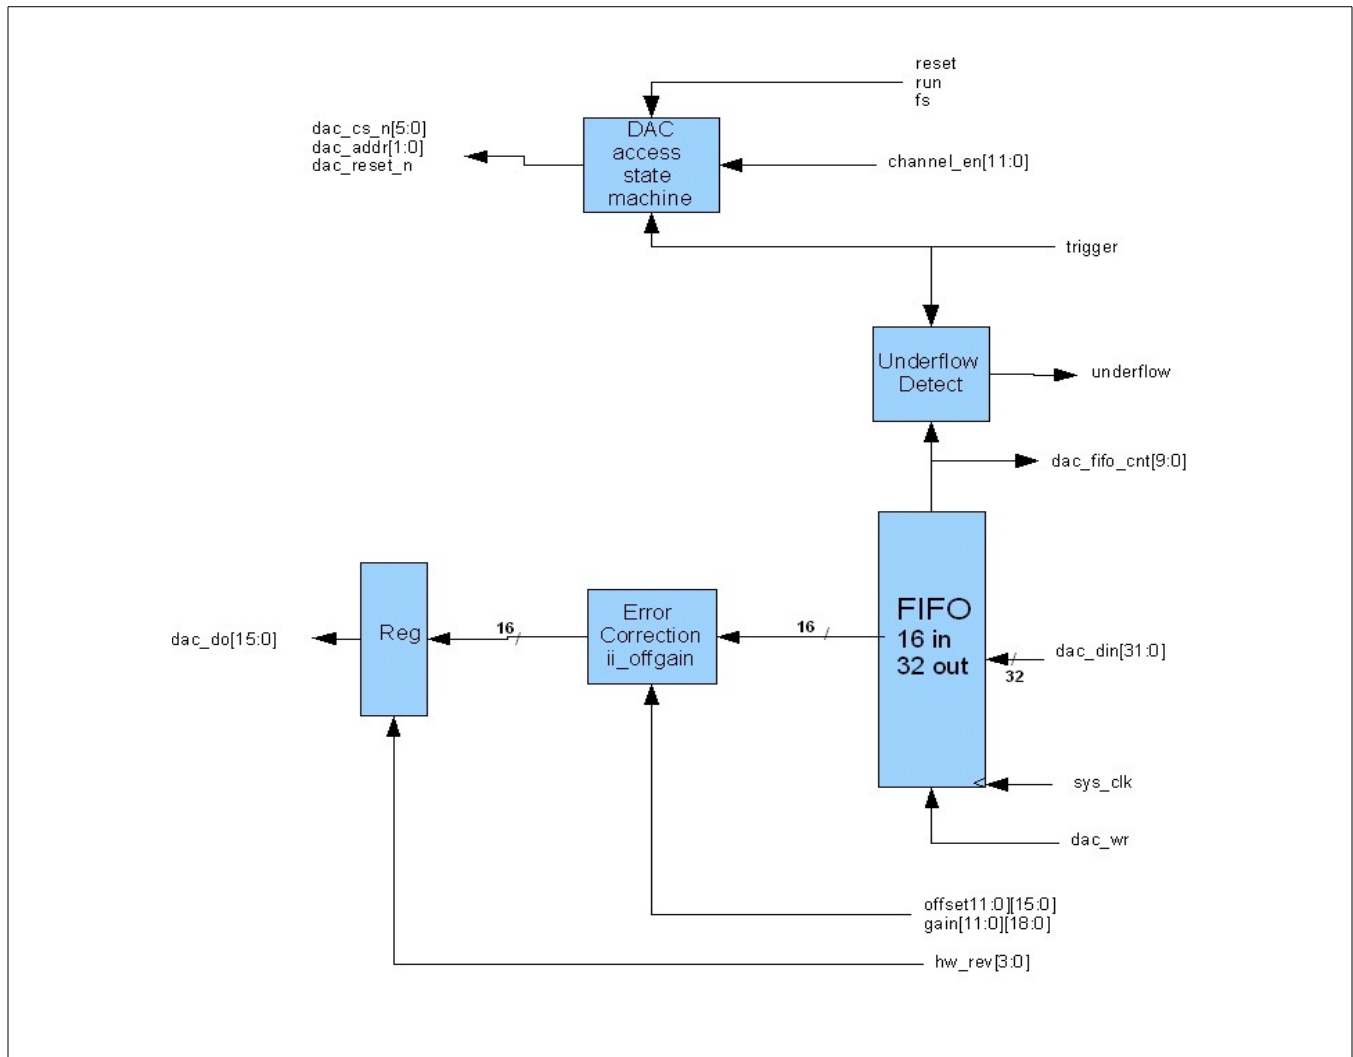 reset
run
fs
dac_cs_n[5:0]
dac_addr[1:0]
dac_reset_n
DAC
access
state
machine
channel_en[11:0]
trigger
Underflow
Detect
underflow
dac_fifo_cnt[9:0]
FIFO
16 in
32 out
dac_din[31:0]
32
16
Error
Correction
ii_offgain
16
Reg
dac_do[15:0]
sys_clk
dac_wr
offset11:0][15:0]
gain[11:0][18:0]
hw_rev[3:0]